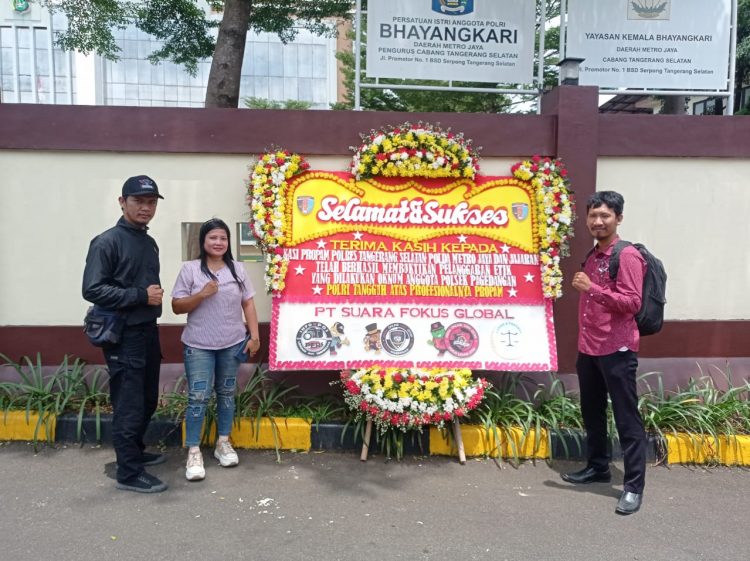 PERSATUAN ISTRI ANGGOTA POLRI
BHAYANGKARI
DAERAH METRO JAYA
PENGURUS CABANG TANGERANG SELATAN
Jl. Promotor No. 1 BSD Serpong Tangerang Selatan
YAYASAN KEMALA BHAYANGKARI
DAERAH METRO JAYA
CABANG TANGERANG SELATAN
Jl. Promotor No. 1 BSD Serpong Tangerang Selatan
Selamat&Sukses
TERIMA KASIH KEPADA
KASI PROPAM POLRES TANGERANG SELATAN POLDA METRO JAYA DAN JAJARAN
TELAH BERHASIL MEMBUKTIKAN PELANGGARAN ETIK
YANG DILAKUKAN OKNUM ANGGOTA POLSEK PAGEDANGAN
POLRI TANGGUH ATAS PROFESIONALNYA PROPAM
PT SUARA FOKUS GLOBAL